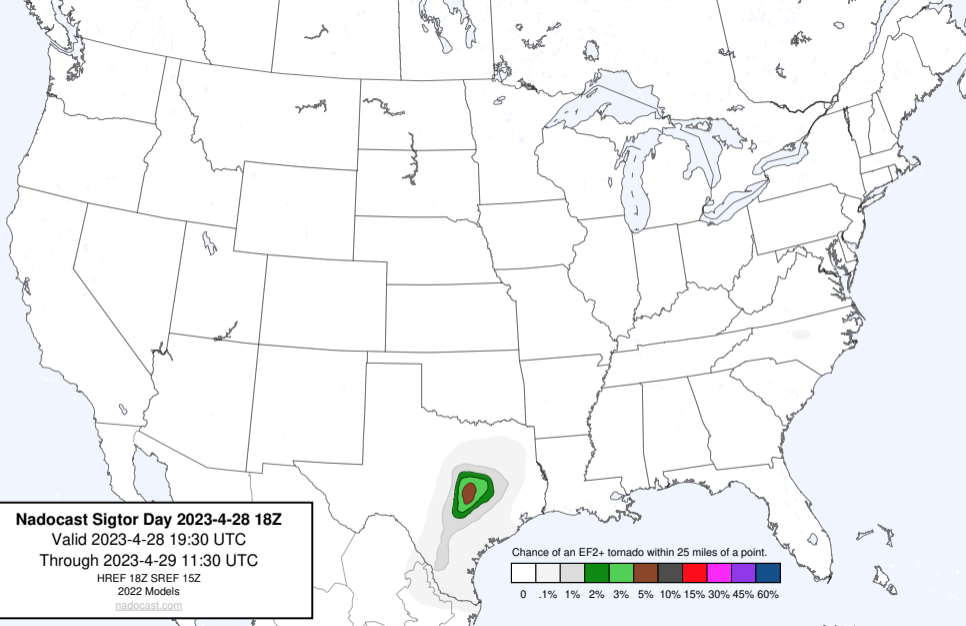 Nadocast Sigtor Day 2023-4-28 18Z
Valid 2023-4-28 19:30 UTC
Through 2023-4-29 11:30 UTC
HREF 18Z SREF 15Z
2022 Models
nadocast.com
Chance of an EF2+ tornado within 25 miles of a point.
0 .1% 1% 2% 3% 5% 10% 15% 30% 45% 60%